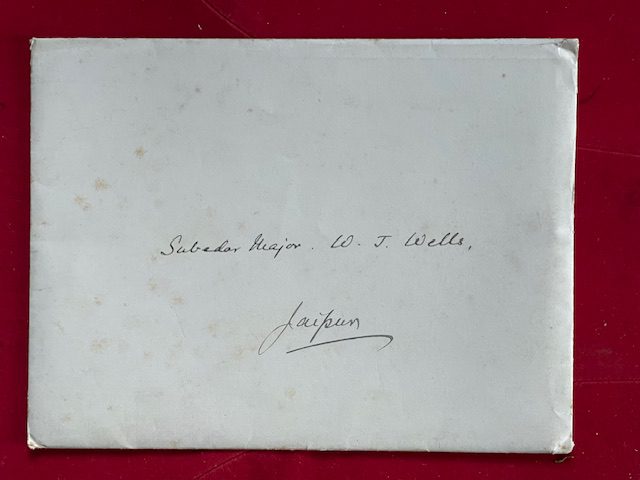 Subedar Major. W. J. Wells,
Jaipur